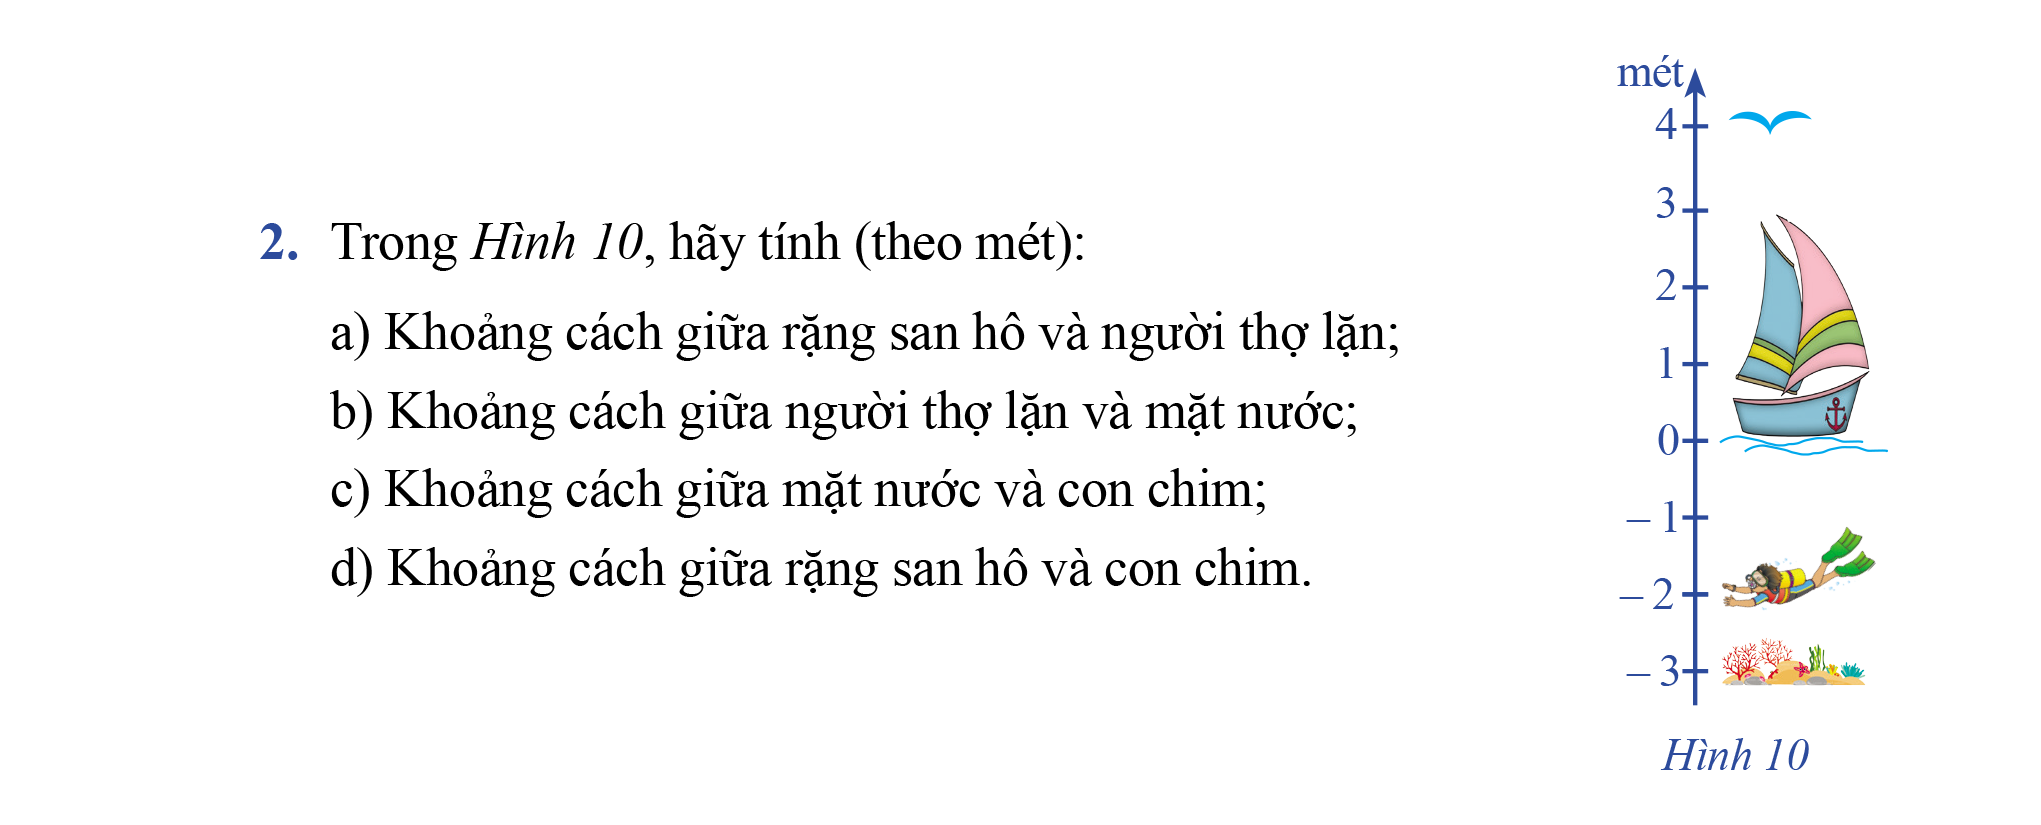 2. Trong Hình 10, hãy tính (theo mét):
a) Khoảng cách giữa rặng san hô và người thợ lặn;
b) Khoảng cách giữa người thợ lặn và mặt nước;
c) Khoảng cách giữa mặt nước và con chim;
d) Khoảng cách giữa rặng san hô và con chim.
mét
4
3
2
1
0
– 1
– 2
– 3
Hình 10